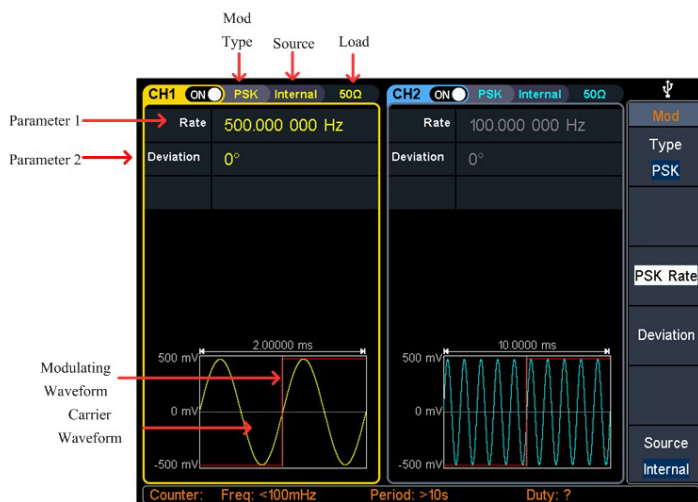 Mod
Type
Source
Load
CH1 ON PSK Internal 50Ω
CH2 ON PSK Internal 50Ω
Parameter 1
Rate 500.000 000 Hz
Rate 100.000 000 Hz
Mod
Parameter 2
Deviation 0°
Deviation 0°
Type
PSK
PSK Rate
Deviation
2.00000 ms
10.0000 ms
500 mV
500 mV
Modulating
Waveform
Carrier
Waveform
0 mV
0 mV
-500 mV
-500 mV
Source
Internal
Counter: Freq: <100mHz Period: >10s Duty: ?